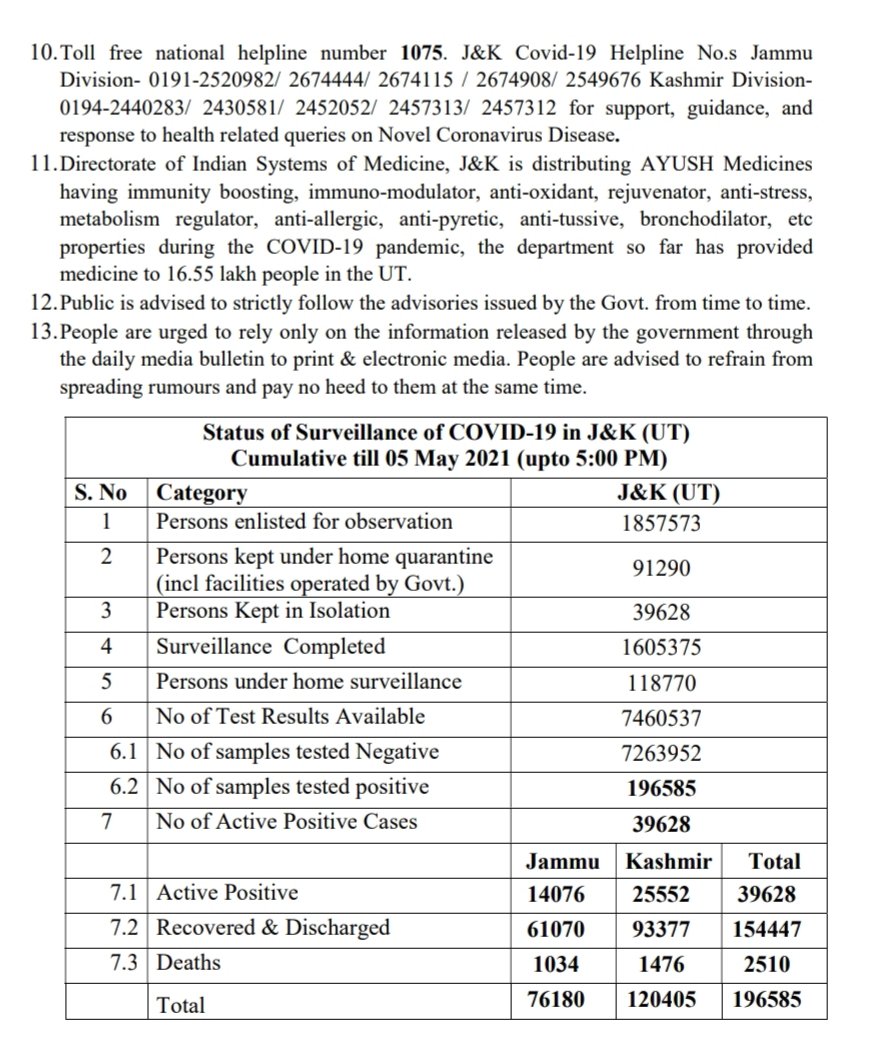 10.Toll free national helpline number 1075. J&K Covid-19 Helpline No.s Jammu
Division- 0191-2520982/ 2674444/ 2674115 / 2674908/ 2549676 Kashmir Division-
0194-2440283/ 2430581/ 2452052/ 2457313/ 2457312 for support, guidance, and
response to health related queries on Novel Coronavirus Disease.
11.Directorate of Indian Systems of Medicine, J&K is distributing AYUSH Medicines
having immunity boosting, immuno-modulator, anti-oxidant, rejuvenator, anti-stress,
metabolism regulator, anti-allergic, anti-pyretic, anti-tussive, bronchodilator, etc
properties during the COVID-19 pandemic, the department so far has provided
medicine to 16.55 lakh people in the UT.
12.Public is advised to strictly follow the advisories issued by the Govt. from time to time.
13.People are urged to rely only on the information released by the government through
the daily media bulletin to print & electronic media. People are advised to refrain from
spreading rumours and pay no heed to them at the same time.
Status of Surveillance of COVID-19 in J&K (UT)
Cumulative till 05 May 2021 (upto 5:00 PM)
S. No Category J&K (UT)
1 Persons enlisted for observation 1857573
2 Persons kept under home quarantine
(incl facilities operated by Govt.) 91290
3 Persons Kept in Isolation 39628
4 Surveillance Completed 1605375
5 Persons under home surveillance 118770
6 No of Test Results Available 7460537
6.1 No of samples tested Negative 7263952
6.2 No of samples tested positive 196585
7 No of Active Positive Cases 39628
Jammu Kashmir Total
7.1 Active Positive 14076 25552 39628
7.2 Recovered & Discharged 61070 93377 154447
7.3 Deaths 1034 1476 2510
Total 76180 120405 196585